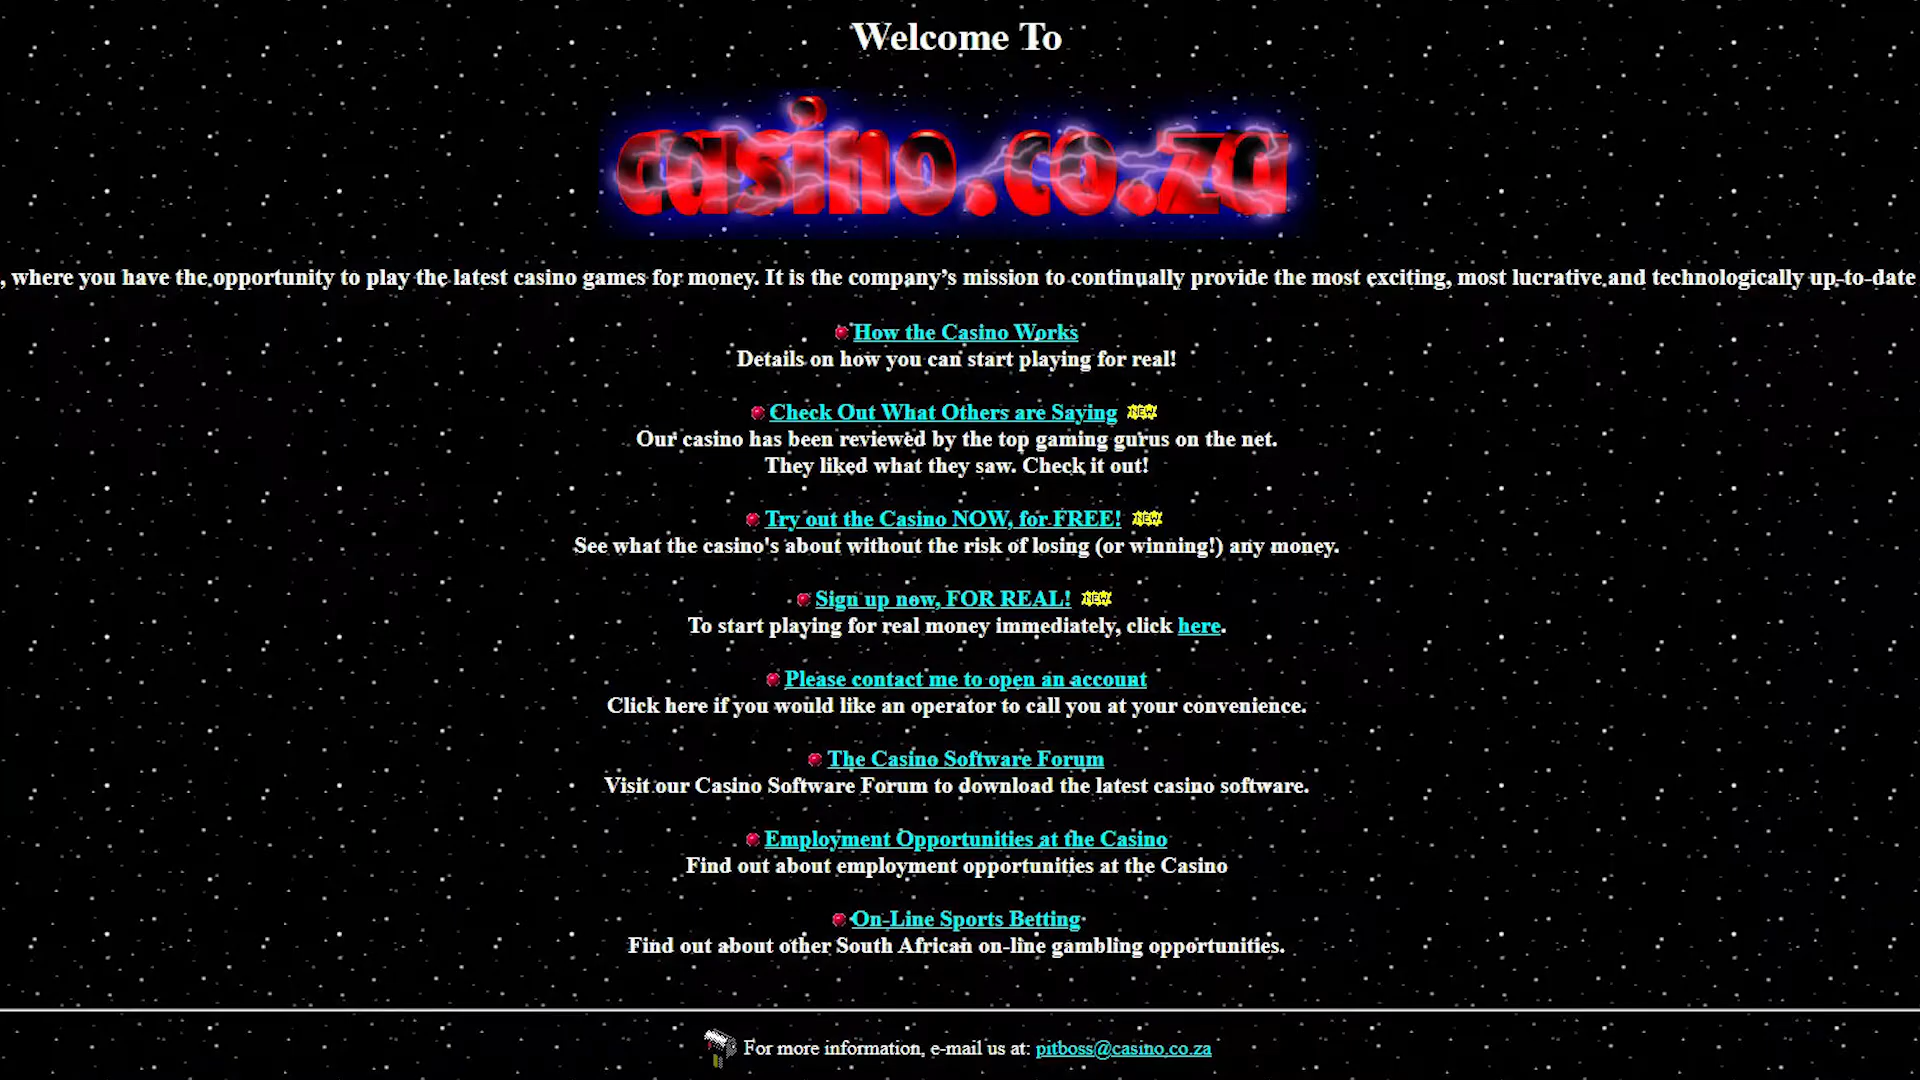 Welcome To
casino.co.za
, where you have the opportunity to play the latest casino games for money. It is the company’s mission to continually provide the most exciting, most lucrative and technologically up-to-date
How the Casino Works
Details on how you can start playing for real!
Check Out What Others are Saying NEW
Our casino has been reviewed by the top gaming gurus on the net.
They liked what they saw. Check it out!
Try out the Casino NOW, for FREE! NEW
See what the casino's about without the risk of losing (or winning!) any money.
Sign up now, FOR REAL! NEW
To start playing for real money immediately, click here.
Please contact me to open an account
Click here if you would like an operator to call you at your convenience.
The Casino Software Forum
Visit our Casino Software Forum to download the latest casino software.
Employment Opportunities at the Casino
Find out about employment opportunities at the Casino
On-Line Sports Betting
Find out about other South African on-line gambling opportunities.
For more information, e-mail us at: pitboss@casino.co.za